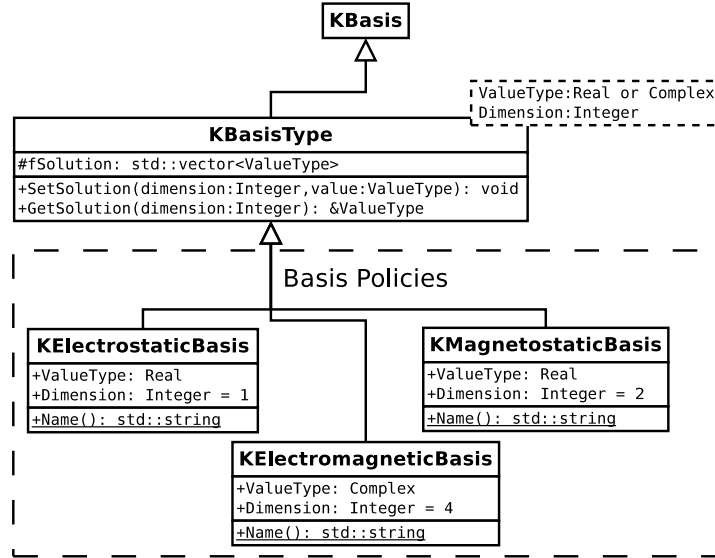 KBasis
ValueType:Real or Complex
Dimension:Integer
KBasisType
#fSolution: std::vector<ValueType>
+SetSolution(dimension:Integer,value:ValueType): void
+GetSolution(dimension:Integer): &ValueType
Basis Policies
KElectrostaticBasis
+ValueType: Real
+Dimension: Integer = 1
+Name(): std::string
KMagnetostaticBasis
+ValueType: Real
+Dimension: Integer = 2
+Name(): std::string
KElectromagneticBasis
+ValueType: Complex
+Dimension: Integer = 4
+Name(): std::string